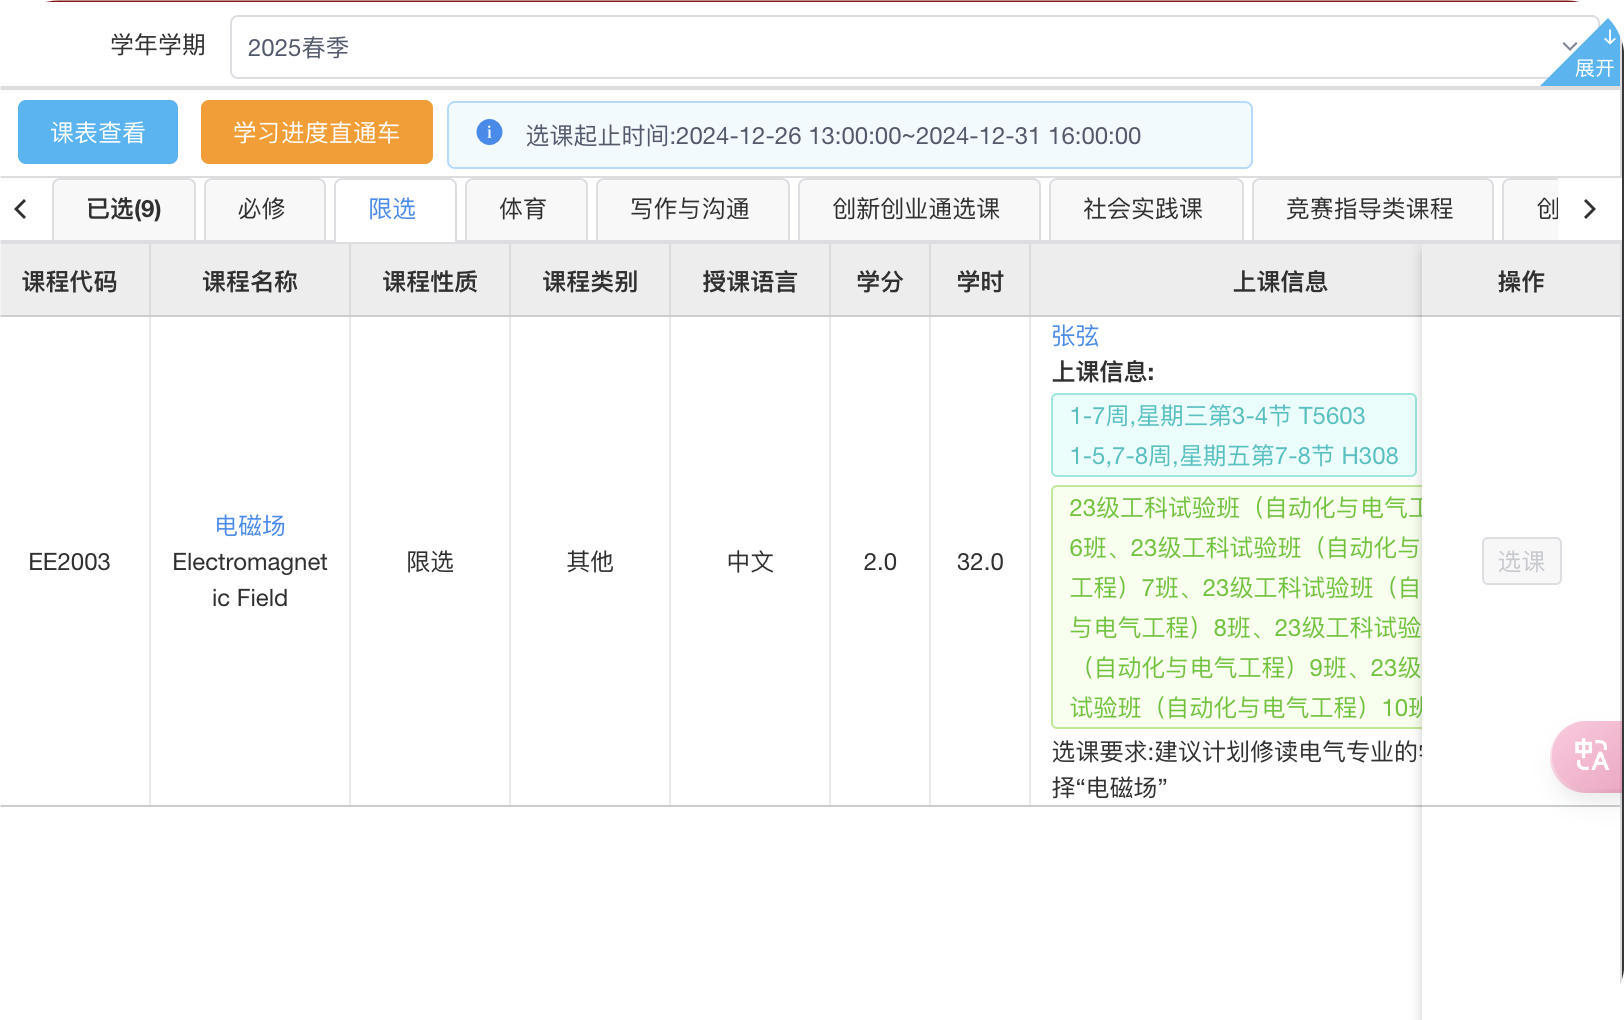 学年学期
2025春季
展开
课表查看
学习进度直通车
选课起止时间:2024-12-26 13:00:00~2024-12-31 16:00:00
已选(9)
必修
限选
体育
写作与沟通
创新创业通选课
社会实践课
竞赛指导类课程
创
课程代码
课程名称
课程性质
课程类别
授课语言
学分
学时
上课信息
操作
EE2003
电磁场
Electromagnet
ic Field
限选
其他
中文
2.0
32.0
张弦
上课信息:
1-7周,星期三第3-4节 T5603
1-5,7-8周,星期五第7-8节 H308
23级工科试验班（自动化与电气工
6班、23级工科试验班（自动化与
工程）7班、23级工科试验班（自
与电气工程）8班、23级工科试验
（自动化与电气工程）9班、23级
试验班（自动化与电气工程）10班
选课要求:建议计划修读电气专业的
择“电磁场”
选课
中A